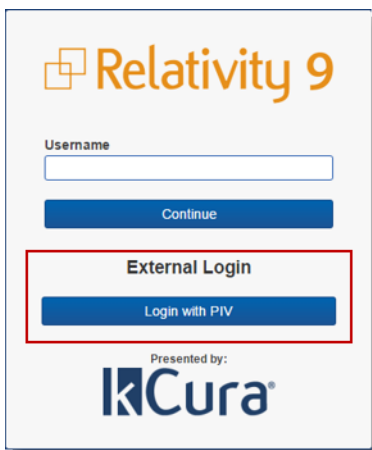 Relativity 9
Username
Continue
External Login
Login with PIV
Presented by:
kCura®